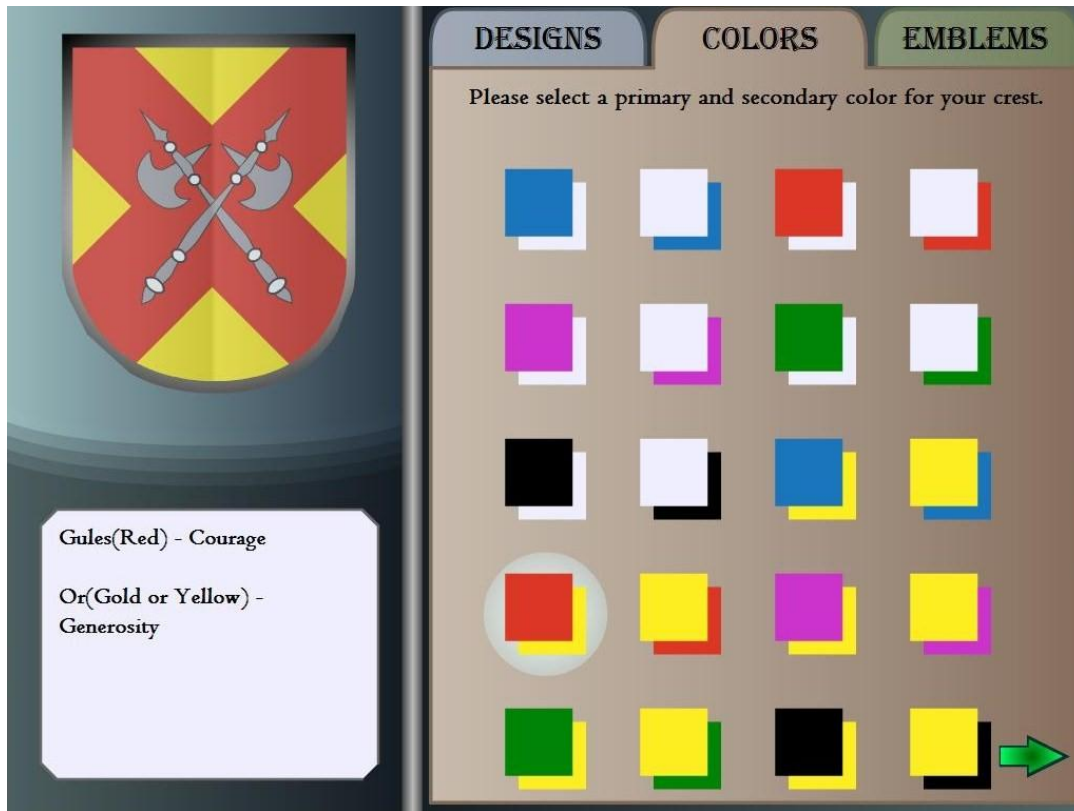 DESIGNS
COLORS
EMBLEMS
Please select a primary and secondary color for your crest.
Gules(Red) - Courage
Or(Gold or Yellow) -
Generosity